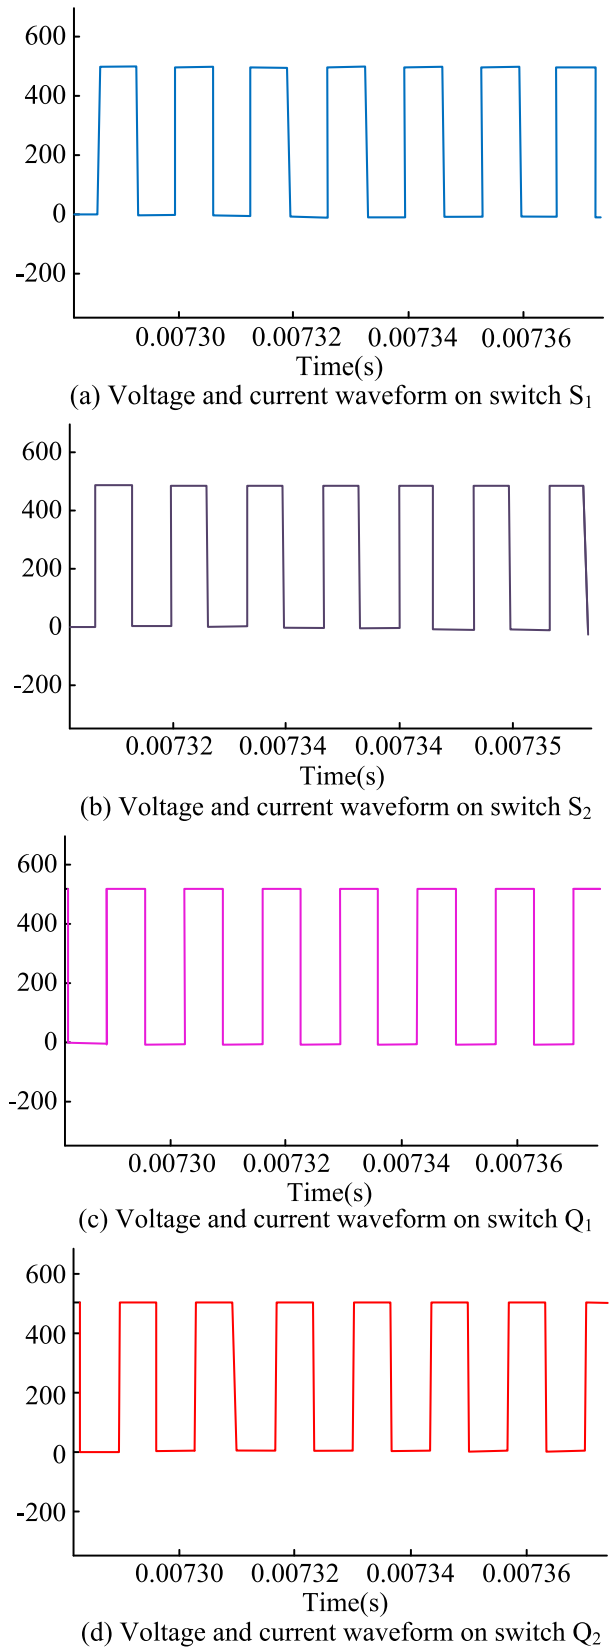 600
400
200
0
-200
0.00730 0.00732 0.00734 0.00736
Time(s)
(a) Voltage and current waveform on switch S₁
600
400
200
0
-200
0.00732 0.00734 0.00734 0.00735
Time(s)
(b) Voltage and current waveform on switch S₂
600
400
200
0
-200
0.00730 0.00732 0.00734 0.00736
Time(s)
(c) Voltage and current waveform on switch Q₁
600
400
200
0
-200
0.00730 0.00732 0.00734 0.00736
Time(s)
(d) Voltage and current waveform on switch Q₂